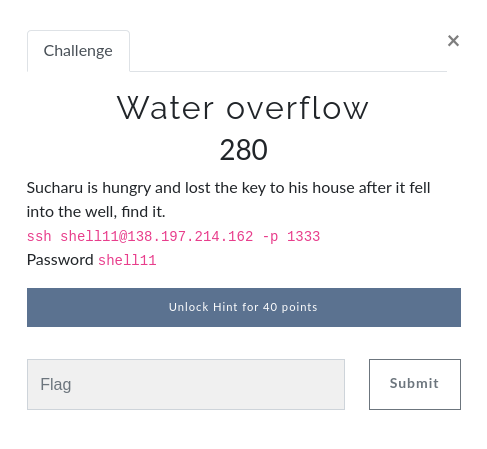 Challenge
×
Water overflow
280
Sucharu is hungry and lost the key to his house after it fell
into the well, find it.
ssh shell11@138.197.214.162 -p 1333
Password shell11
Unlock Hint for 40 points
Flag
Submit